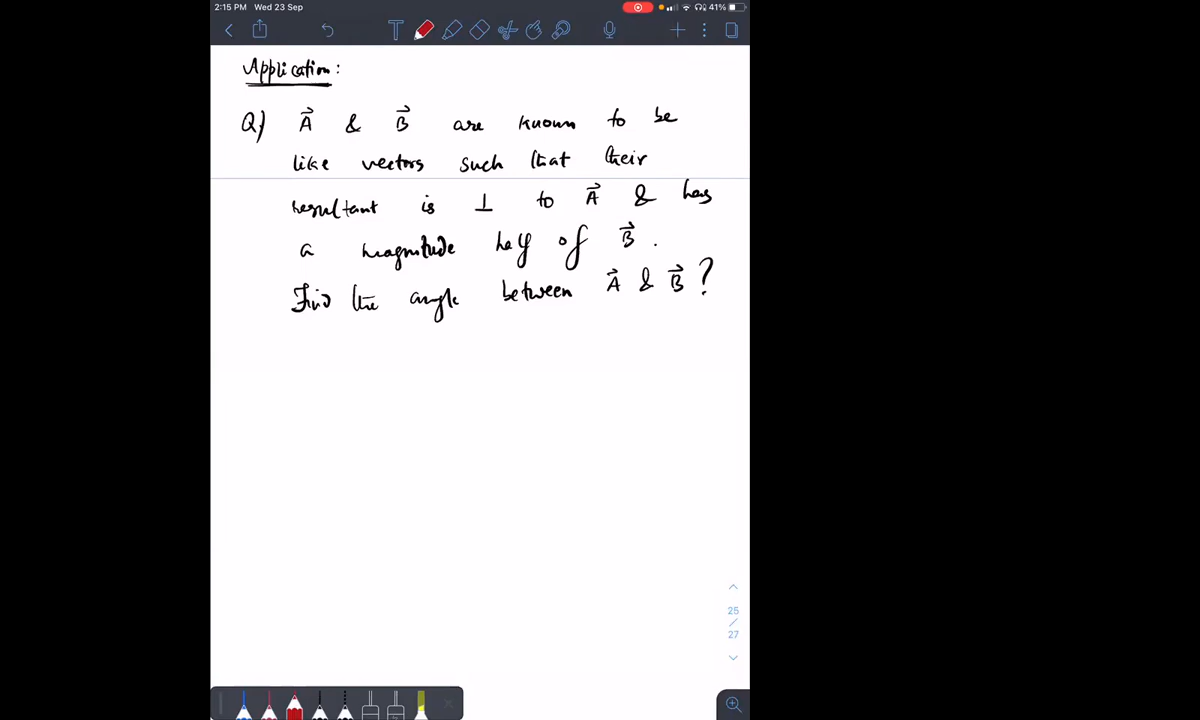 2:15 PM Wed 23 Sep
41%
Application:
Q) A⃗ & B⃗ are known to be
like vectors such that their
resultant is ⊥ to A⃗ & has
a magnitude half of B⃗.
Find the angle between A⃗ & B⃗?
25
/
27